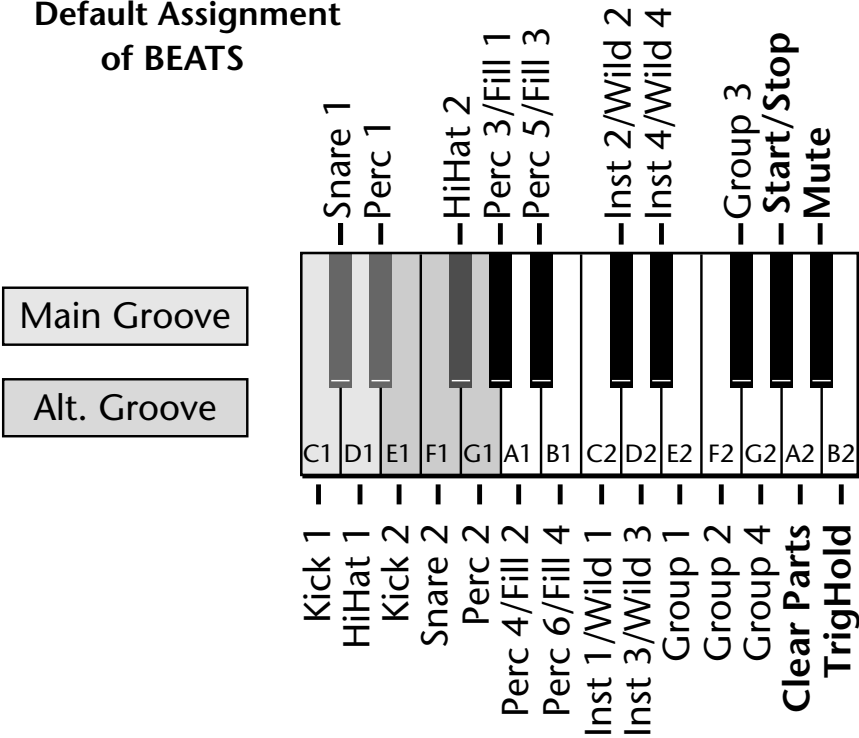 Default Assignment
of BEATS
Snare 1
Perc 1
HiHat 2
Perc 3/Fill 1
Perc 5/Fill 3
Inst 2/Wild 2
Inst 4/Wild 4
Group 3
Start/Stop
Mute
Main Groove
Alt. Groove
C1
D1
E1
F1
G1
A1
B1
C2
D2
E2
F2
G2
A2
B2
Kick 1
HiHat 1
Kick 2
Snare 2
Perc 2
Perc 4/Fill 2
Perc 6/Fill 4
Inst 1/Wild 1
Inst 3/Wild 3
Group 1
Group 2
Group 4
Clear Parts
TrigHold